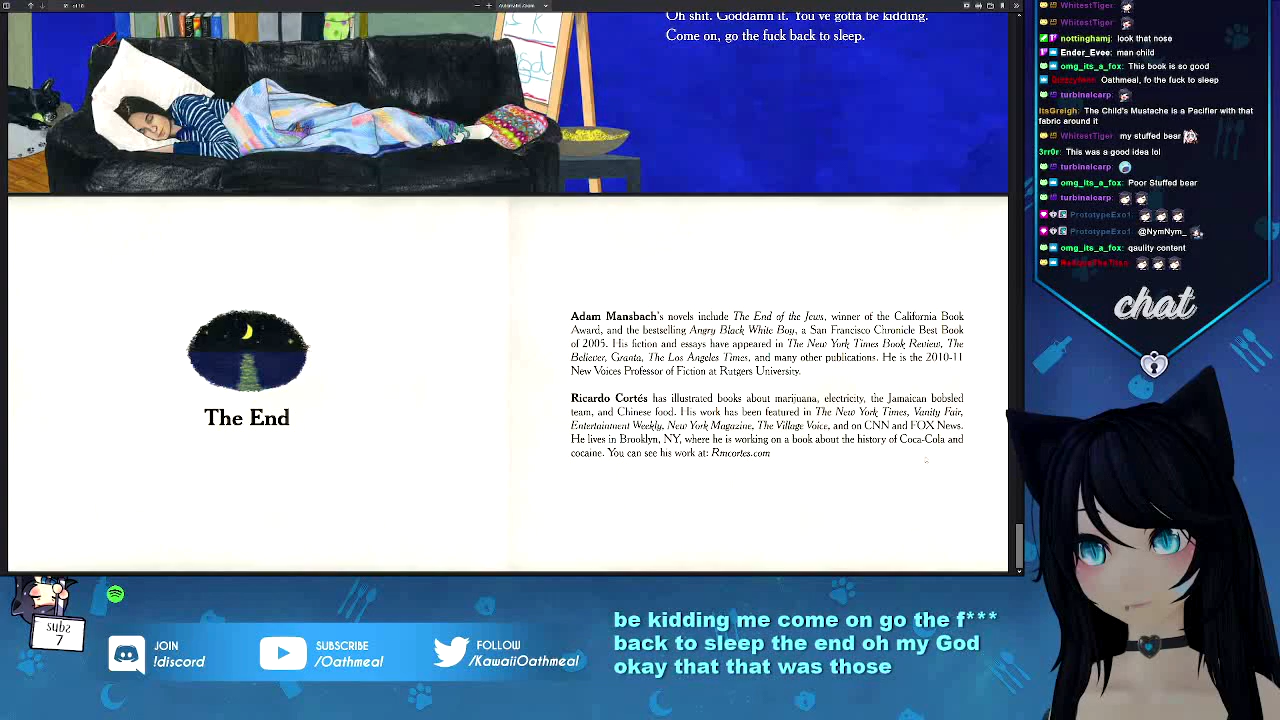 Oh shit. Goddamn it. You've gotta be kidding.
Come on, go the fuck back to sleep.
The End
Adam Mansbach's novels include The End of the Jews, winner of the California Book
Award, and the bestselling Angry Black White Boy, a San Francisco Chronicle Best Book
of 2005. His fiction and essays have appeared in The New York Times Book Review, The
Believer, Granta, The Los Angeles Times, and many other publications. He is the 2010-11
New Voices Professor of Fiction at Rutgers University.
Ricardo Cortés has illustrated books about marijuana, electricity, the Jamaican bobsled
team, and Chinese food. His work has been featured in The New York Times, Vanity Fair,
Entertainment Weekly, New York Magazine, The Village Voice, and on CNN and FOX News.
He lives in Brooklyn, NY, where he is working on a book about the history of Coca-Cola and
cocaine. You can see his work at: Rmcortes.com
WhitestTiger:
WhitestTiger:
nottinghamj: look that nose
Ender_Evee: man child
omg_its_a_fox: This book is so good
Oathmeal, fo the fuck to sleep
turbinalcarp:
ItsGreigh: The Child's Mustache is a Pacifier with that
fabric around it
WhitestTiger: my stuffed bear
3rr0r: This was a good idea lol
turbinalcarp:
omg_its_a_fox: Poor Stuffed bear
turbinalcarp:
PrototypeExo1:
PrototypeExo1: @NymNym_
omg_its_a_fox: qaulity content
chat
subs
7
JOIN
!discord
SUBSCRIBE
/Oathmeal
FOLLOW
/KawaiiOathmeal
be kidding me come on go the f***
back to sleep the end oh my God
okay that that was those